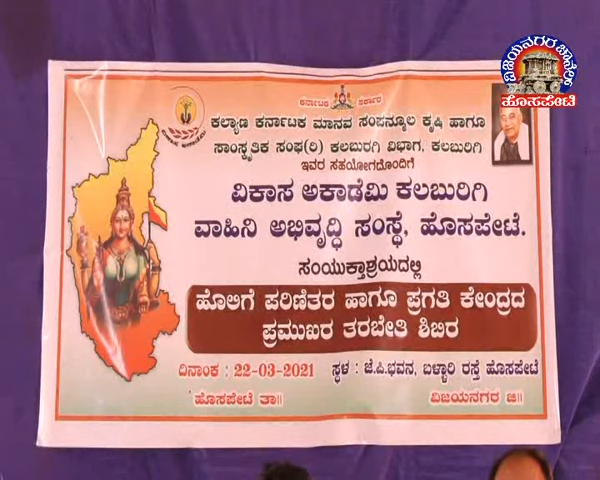 ವಿಜಯನಗರ ಚಾನೆಲ್
ಹೊಸಪೇಟೆ
ಕರ್ನಾಟಕ ಸರ್ಕಾರ
ಕಲ್ಯಾಣ ಕರ್ನಾಟಕ ಮಾನವ ಸಂಪನ್ಮೂಲ ಕೃಷಿ ಹಾಗೂ
ಸಾಂಸ್ಕೃತಿಕ ಸಂಘ(ರಿ) ಕಲಬುರಗಿ ವಿಭಾಗ, ಕಲಬುರಗಿ
ಇವರ ಸಹಯೋಗದೊಂದಿಗೆ
ವಿಕಾಸ ಅಕಾಡೆಮಿ ಕಲಬುರಿಗಿ
ವಾಹಿನಿ ಅಭಿವೃದ್ಧಿ ಸಂಸ್ಥೆ, ಹೊಸಪೇಟೆ.
ಸಂಯುಕ್ತಾಶ್ರಯದಲ್ಲಿ
ಹೊಲಿಗೆ ಪರಿಣಿತರ ಹಾಗೂ ಪ್ರಗತಿ ಕೇಂದ್ರದ
ಪ್ರಮುಖರ ತರಬೇತಿ ಶಿಬಿರ
ದಿನಾಂಕ : 22-03-2021 ಸ್ಥಳ : ಜೆ.ಪಿ.ಭವನ, ಬಳ್ಳಾರಿ ರಸ್ತೆ ಹೊಸಪೇಟೆ
ಹೊಸಪೇಟೆ ತಾ॥ ವಿಜಯನಗರ ಜಿ॥